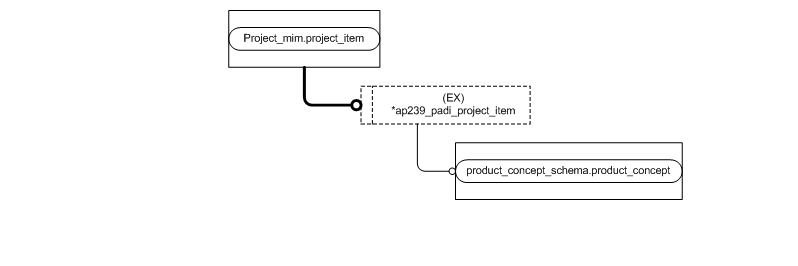 Project_mim.project_item
(EX)
*ap239_padi_project_item
product_concept_schema.product_concept